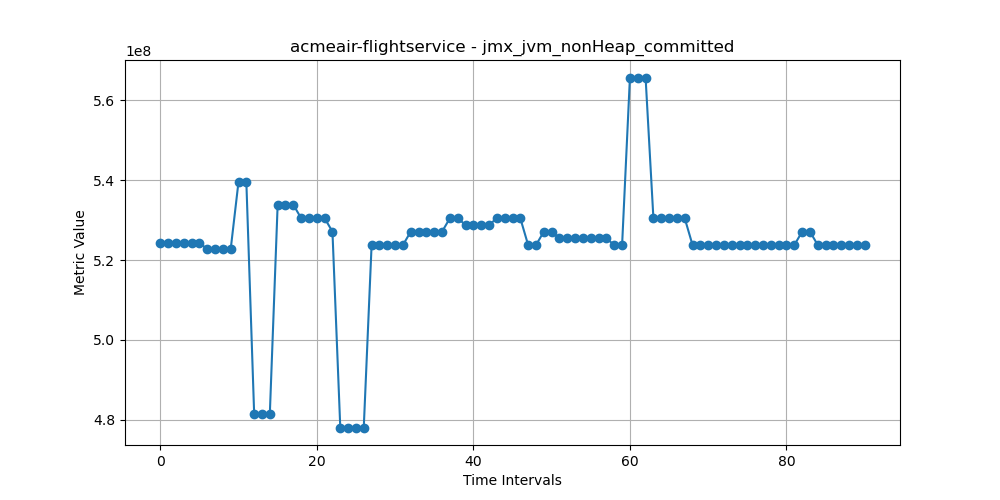 acmeair-flightservice - jmx_jvm_nonHeap_committed
1e8
5.6
5.4
5.2
5.0
4.8
Metric Value
0 20 40 60 80
Time Intervals